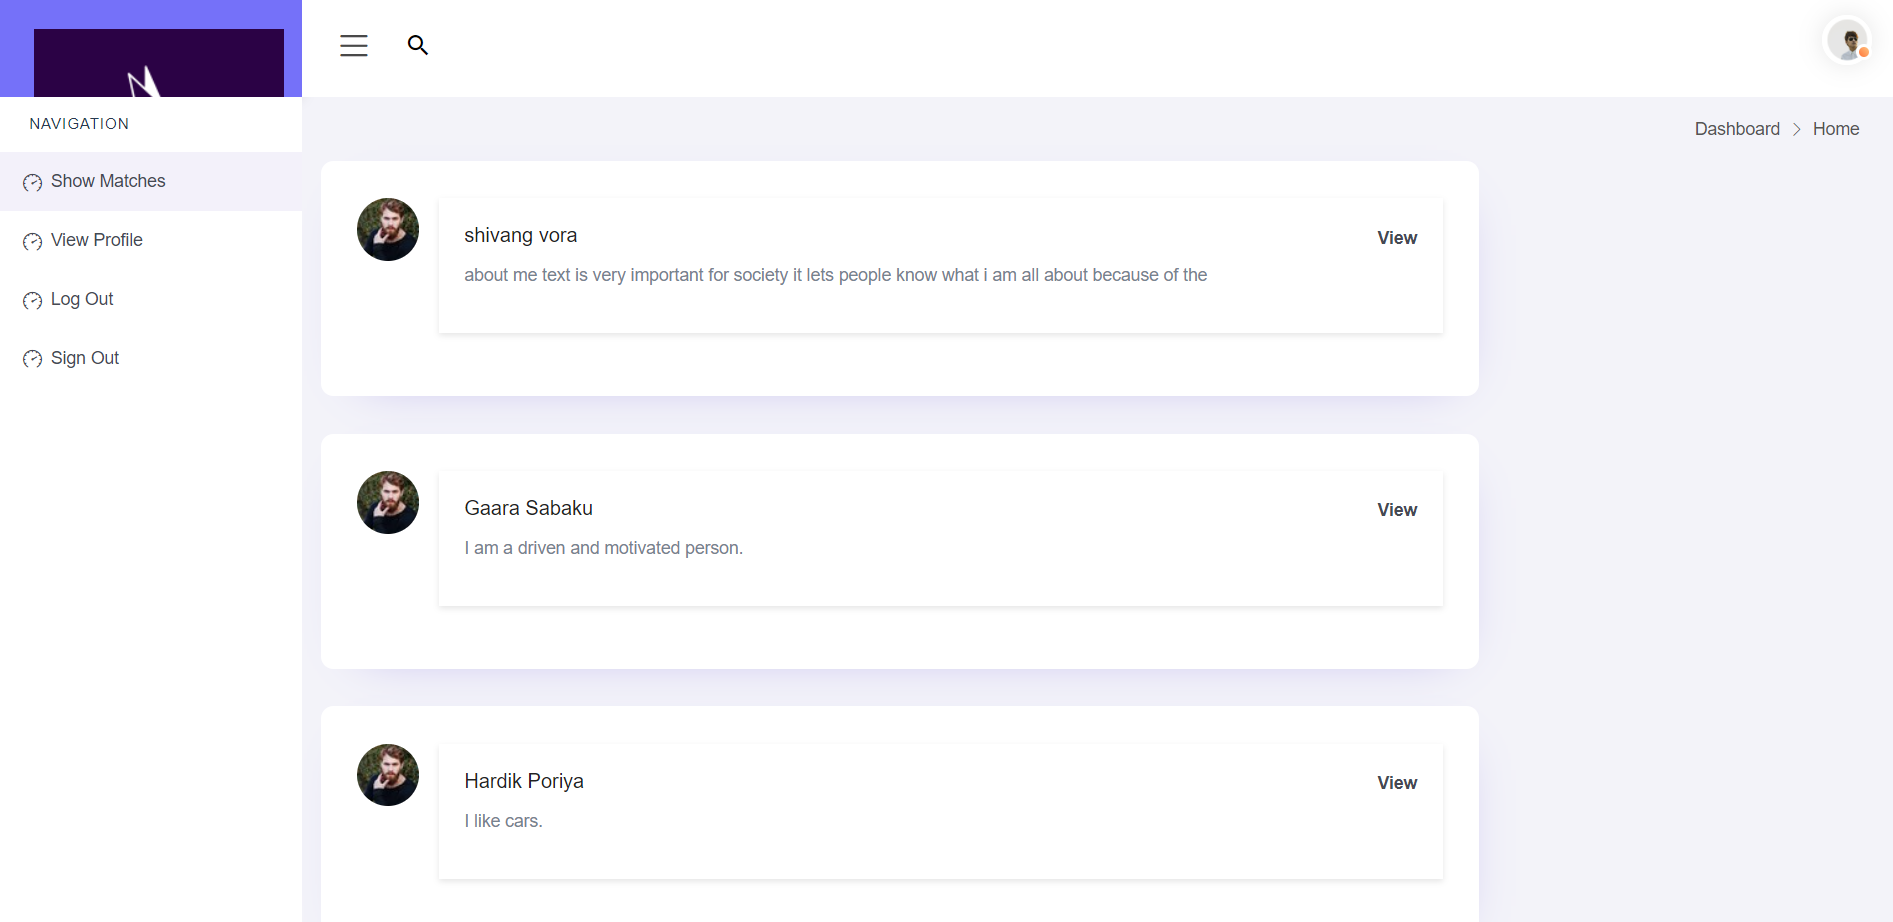 NAVIGATION
Show Matches
View Profile
Log Out
Sign Out
Dashboard
Home
shivang vora
View
about me text is very important for society it lets people know what i am all about because of the
Gaara Sabaku
View
I am a driven and motivated person.
Hardik Poriya
View
I like cars.